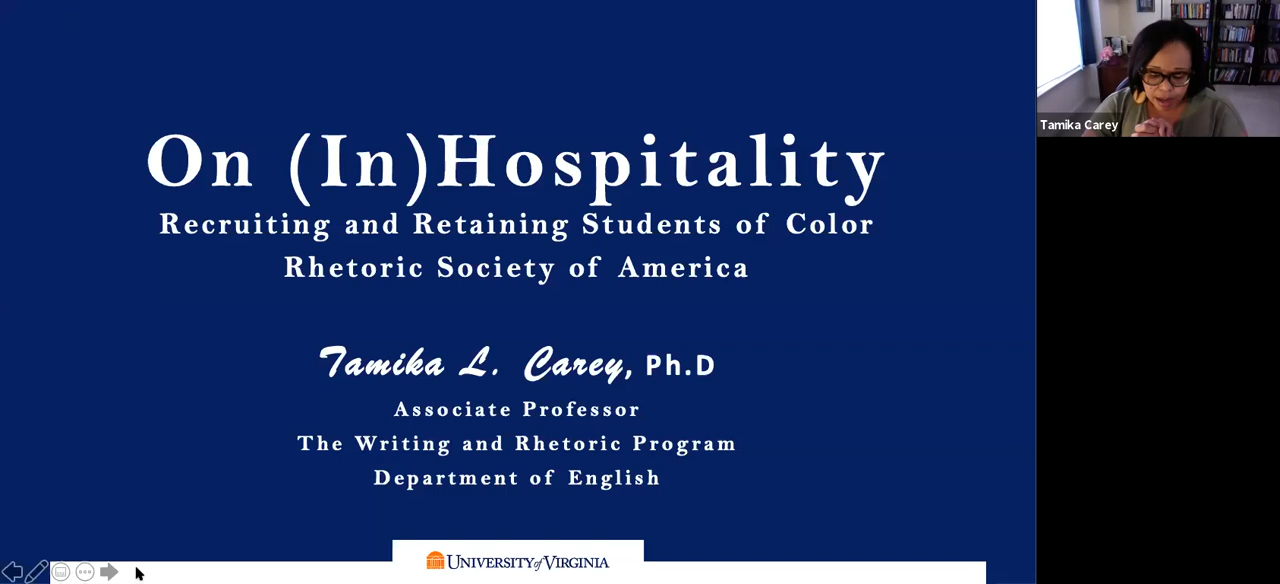 On (In)Hospitality
Recruiting and Retaining Students of Color
Rhetoric Society of America
Tamika L. Carey, Ph.D
Associate Professor
The Writing and Rhetoric Program
Department of English
UNIVERSITY of VIRGINIA
Tamika Carey